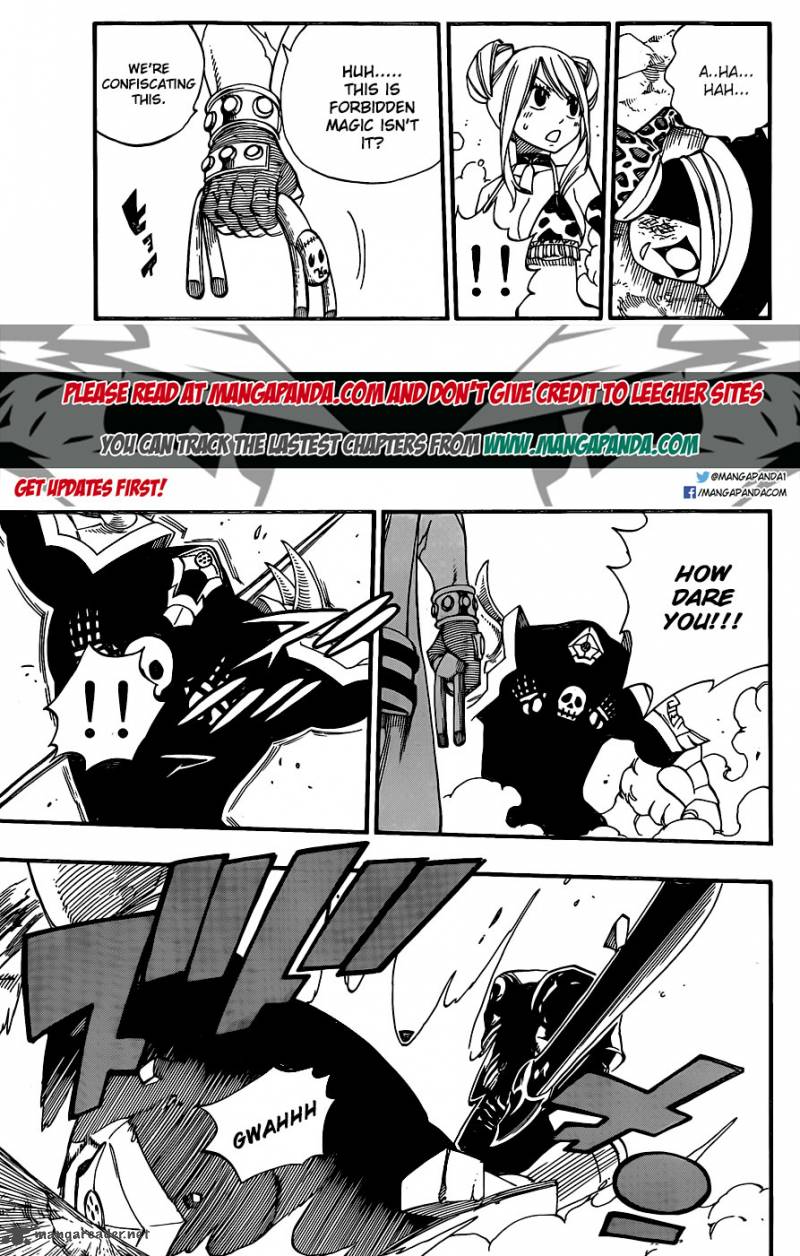 A..HA...
HAH...
!!
HUH.....
THIS IS
FORBIDDEN
MAGIC ISN'T
IT?
WE'RE
CONFISCATING
THIS.
PLEASE READ AT MANGAPANDA.COM AND DON'T GIVE CREDIT TO LEECHER SITES
YOU CAN TRACK THE LASTEST CHAPTERS FROM WWW.MANGAPANDA.COM
GET UPDATES FIRST!
@MANGAPANDA1
/MANGAPANDACOM
HOW
DARE
YOU!!!
!!
GWAHHH
mangareader.net